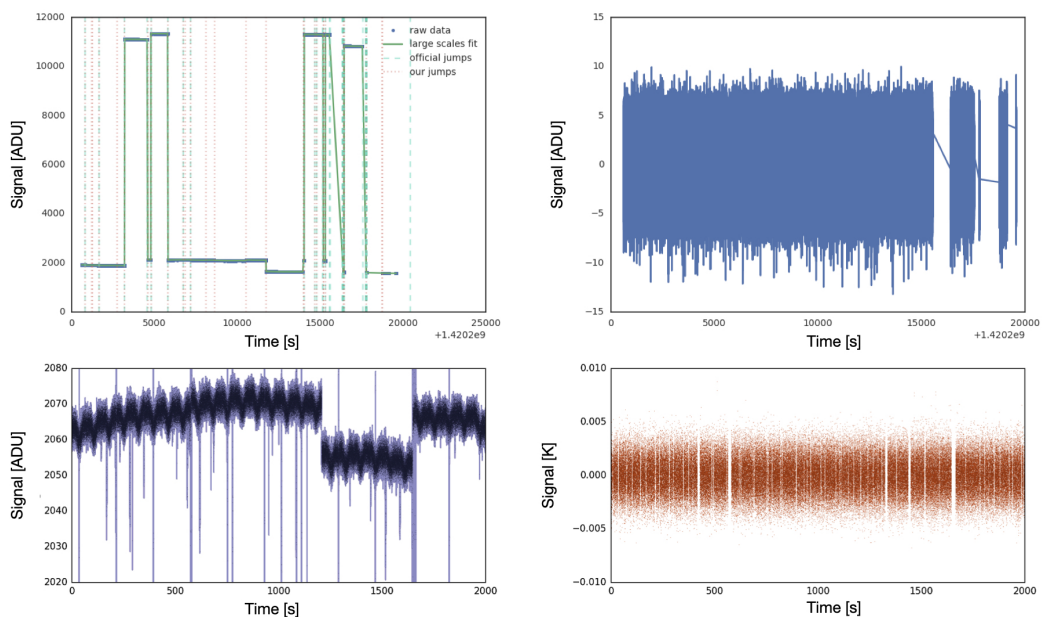 12000
10000
8000
6000
4000
2000
0
Signal [ADU]
raw data
large scales fit
official jumps
our jumps
0 5000 10000 15000 20000 25000
+1.4202e9
Time [s]
15
10
5
0
−5
−10
−15
Signal [ADU]
0 5000 10000 15000 20000
+1.4202e9
Time [s]
2080
2070
2060
2050
2040
2030
2020
Signal [ADU]
0 500 1000 1500 2000
Time [s]
0.010
0.005
0.000
−0.005
−0.010
Signal [K]
0 500 1000 1500 2000
Time [s]